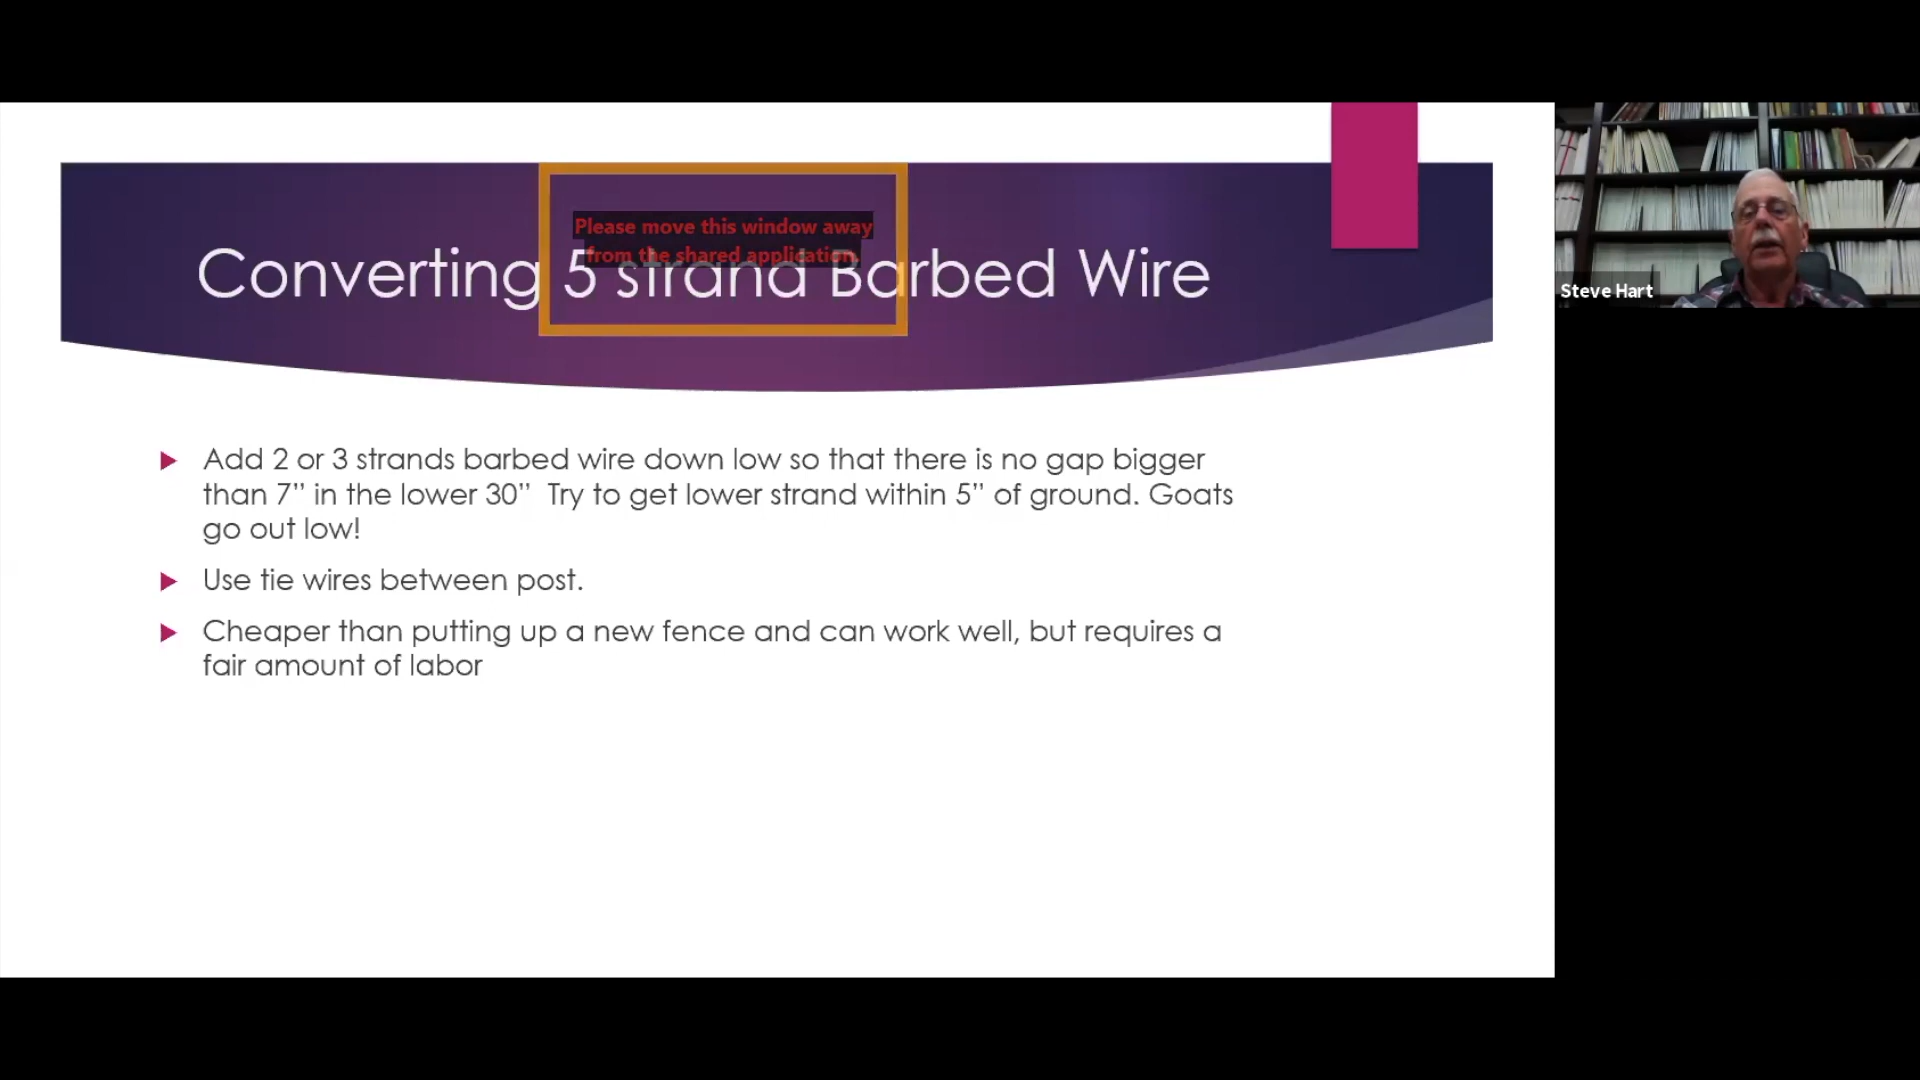 Please move this window away
from the shared application.
Converting 5 strand Barbed Wire
Steve Hart
Add 2 or 3 strands barbed wire down low so that there is no gap bigger
than 7” in the lower 30”  Try to get lower strand within 5” of ground. Goats
go out low!
Use tie wires between post.
Cheaper than putting up a new fence and can work well, but requires a
fair amount of labor